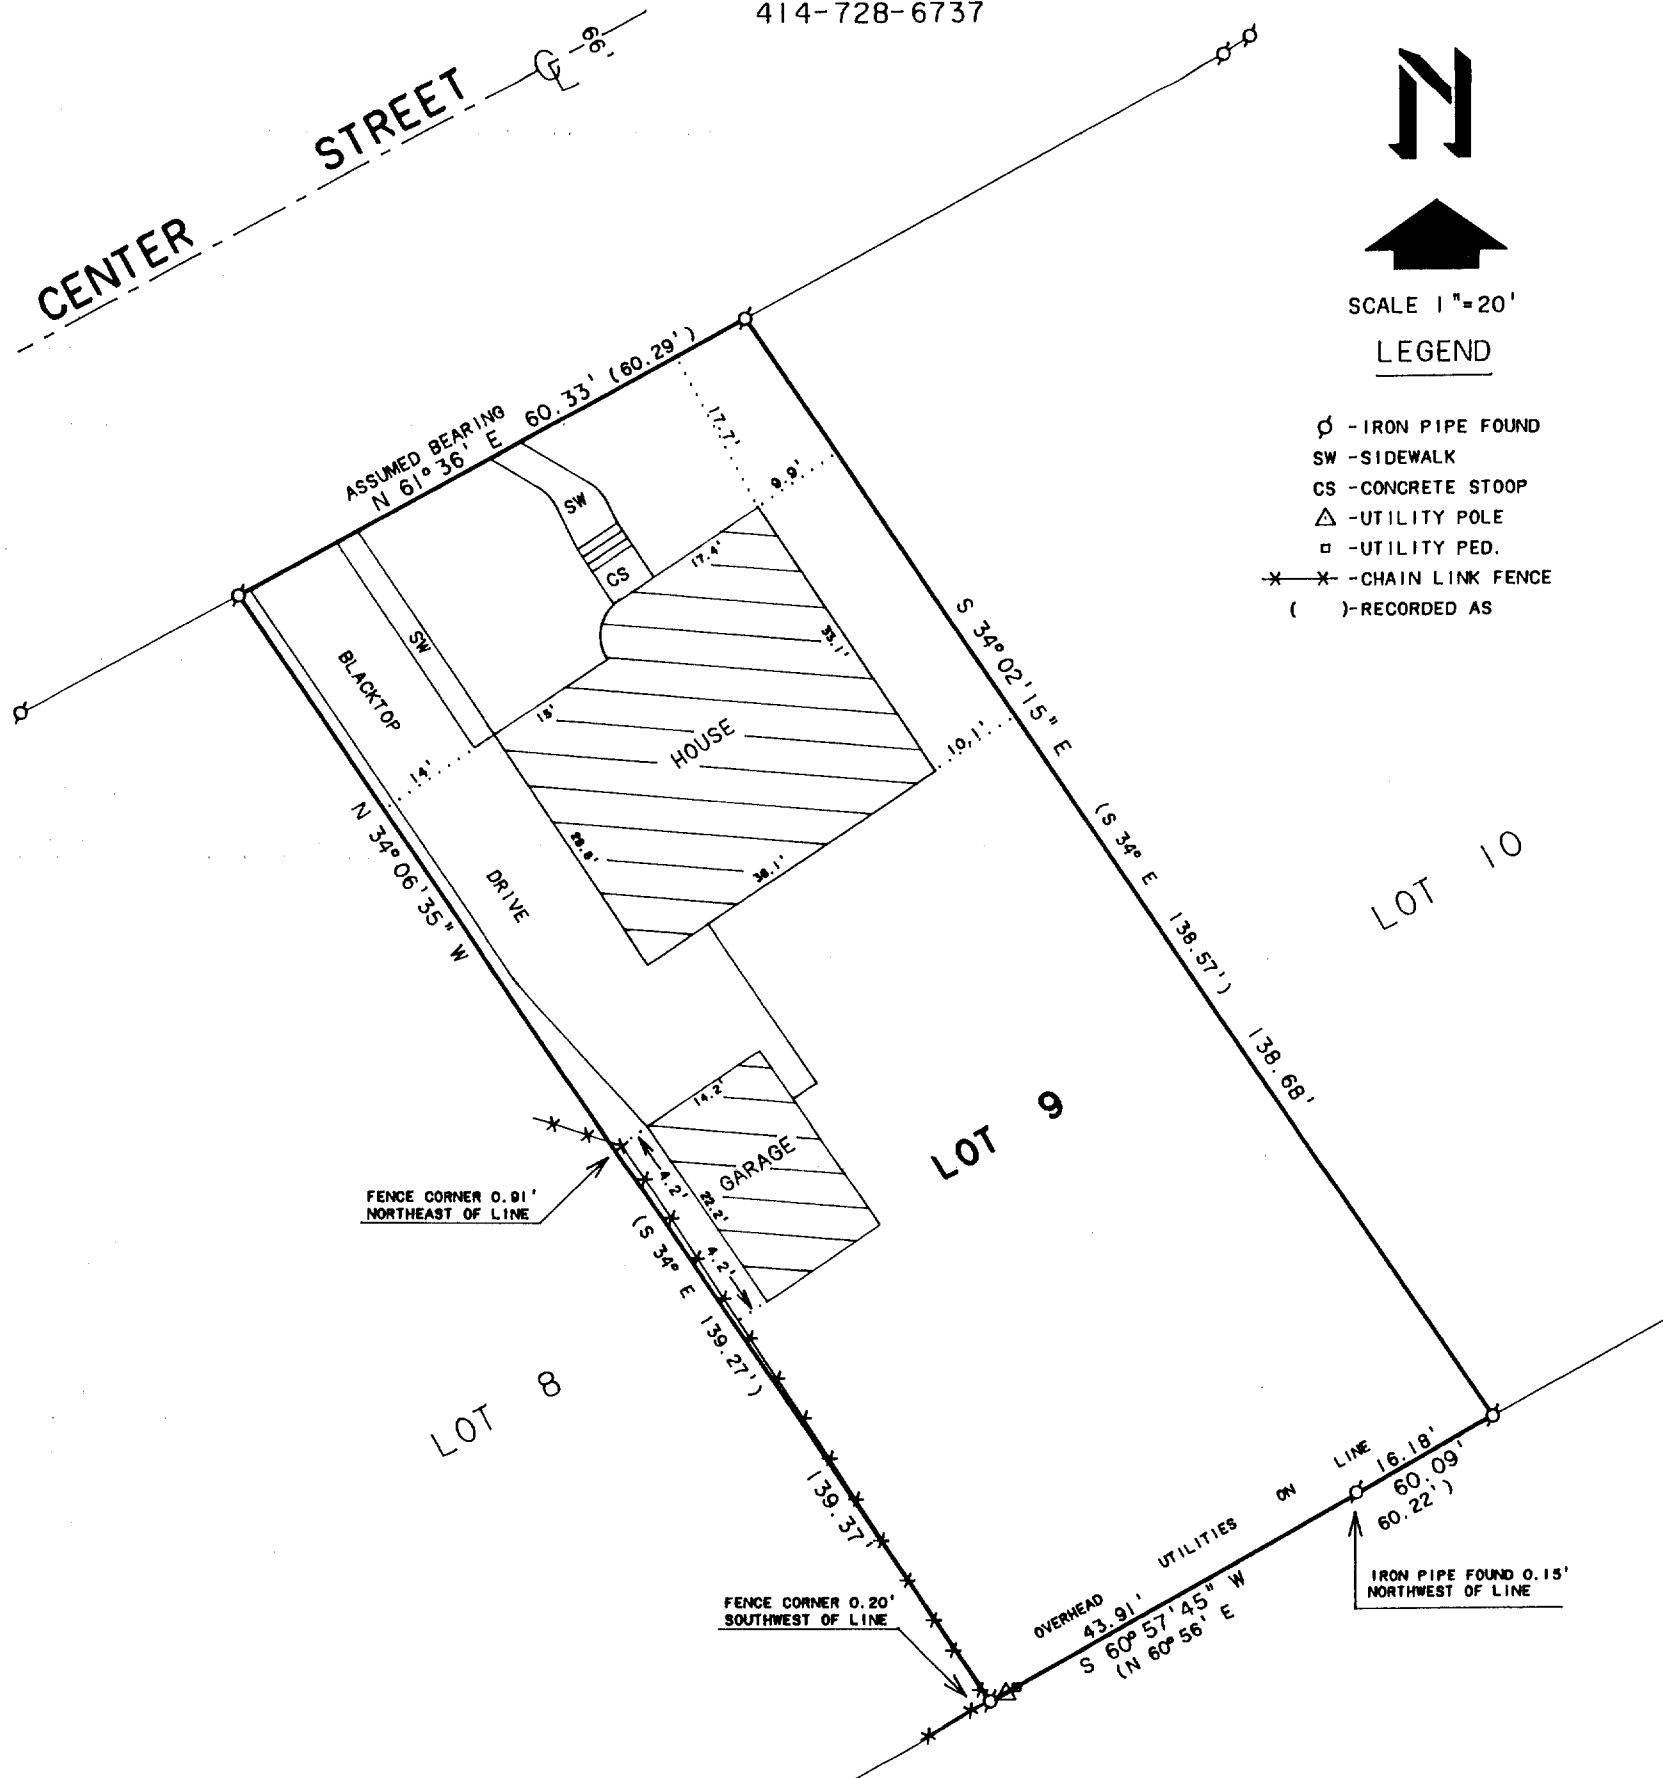 414-728-6737
66'
CENTER STREET
CL
N
SCALE 1"=20'
LEGEND
-IRON PIPE FOUND
SW -SIDEWALK
CS -CONCRETE STOOP
-UTILITY POLE
-UTILITY PED.
-CHAIN LINK FENCE
( )-RECORDED AS
ASSUMED BEARING
N 61° 36' E 60.33' (60.29')
17.7'
9.9'
SW
CS
17.4'
33.1'
SW
BLACKTOP
15'
HOUSE
14'
10.1'
S 34° 02' 15" E
(S 34° E 138.57')
138.68'
N 34° 06' 35" W
DRIVE
36.1'
LOT 10
14.2'
GARAGE
22.2'
4.2'
4.2'
LOT 9
FENCE CORNER 0.91'
NORTHEAST OF LINE
(S 34° E 139.27')
139.37'
LOT 8
OVERHEAD UTILITIES ON LINE
16.18'
60.09'
60.22')
43.91'
S 60° 57' 45" W
(N 60° 56' E
IRON PIPE FOUND 0.15'
NORTHWEST OF LINE
FENCE CORNER 0.20'
SOUTHWEST OF LINE